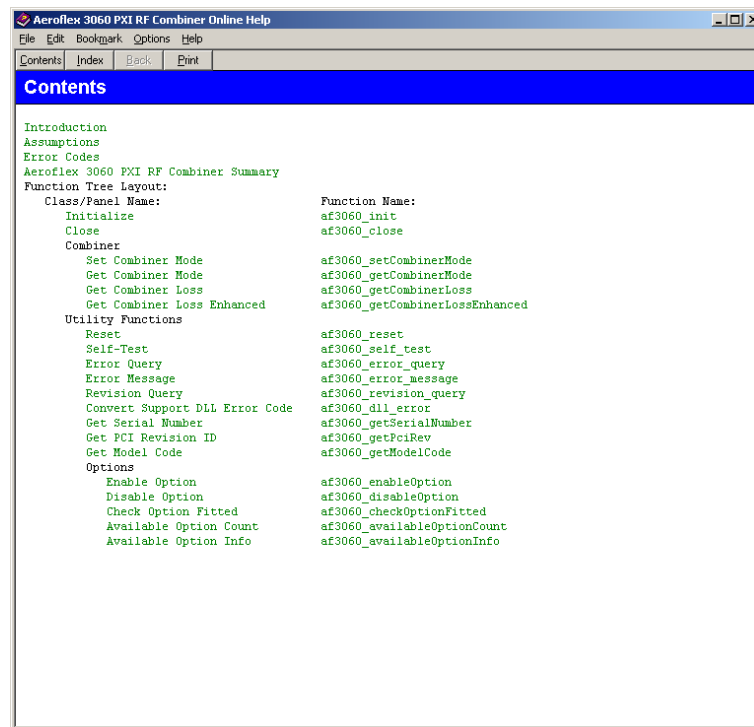 Aeroflex 3060 PXI RF Combiner Online Help
File Edit Bookmark Options Help
Contents Index Back Print
Contents
Introduction
Assumptions
Error Codes
Aeroflex 3060 PXI RF Combiner Summary
Function Tree Layout:
Class/Panel Name: Function Name:
Initialize af3060_init
Close af3060_close
Combiner
Set Combiner Mode af3060_setCombinerMode
Get Combiner Mode af3060_getCombinerMode
Get Combiner Loss af3060_getCombinerLoss
Get Combiner Loss Enhanced af3060_getCombinerLossEnhanced
Utility Functions
Reset af3060_reset
Self-Test af3060_self_test
Error Query af3060_error_query
Error Message af3060_error_message
Revision Query af3060_revision_query
Convert Support DLL Error Code af3060_dll_error
Get Serial Number af3060_getSerialNumber
Get PCI Revision ID af3060_getPciRev
Get Model Code af3060_getModelCode
Options
Enable Option af3060_enableOption
Disable Option af3060_disableOption
Check Option Fitted af3060_checkOptionFitted
Available Option Count af3060_availableOptionCount
Available Option Info af3060_availableOptionInfo